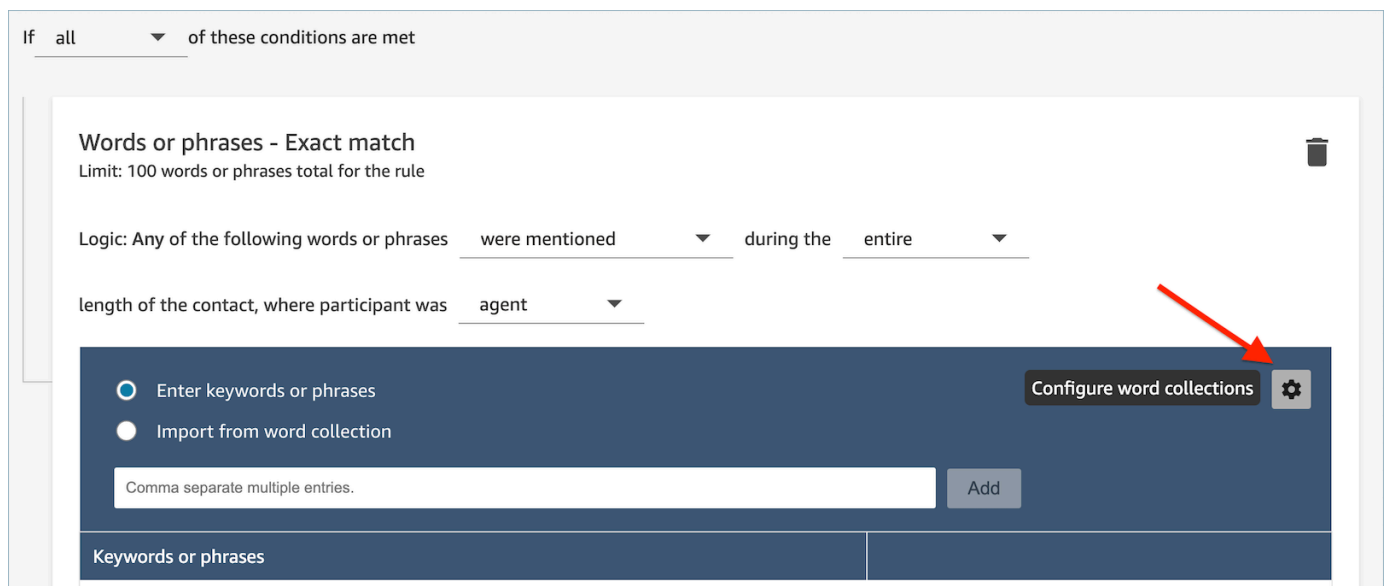 If all of these conditions are met
Words or phrases - Exact match
Limit: 100 words or phrases total for the rule
Logic: Any of the following words or phrases were mentioned during the entire
length of the contact, where participant was agent
Enter keywords or phrases
Configure word collections
Import from word collection
Comma separate multiple entries.
Add
Keywords or phrases